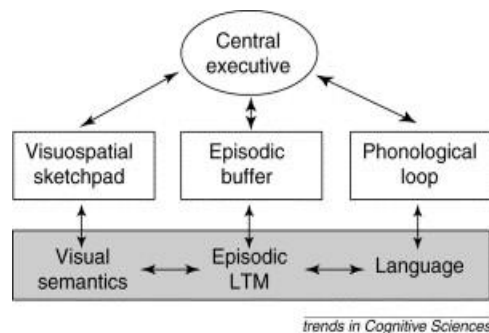 Central
executive
Visuospatial
sketchpad
Episodic
buffer
Phonological
loop
Visual
semantics
Episodic
LTM
Language
trends in Cognitive Sciences